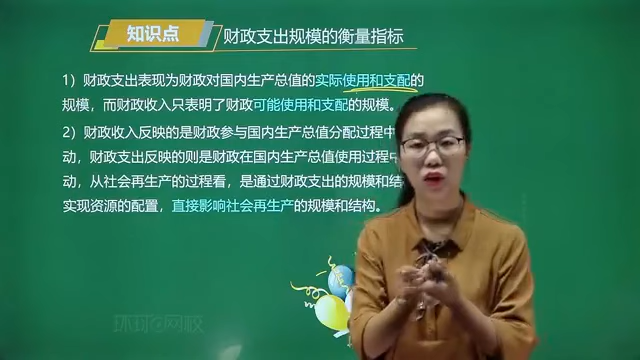 知识点
财政支出规模的衡量指标
1）财政支出表现为财政对国内生产总值的实际使用和支配的
规模，而财政收入只表明了财政可能使用和支配的规模。
2）财政收入反映的是财政参与国内生产总值分配过程中
动，财政支出反映的则是财政在国内生产总值使用过程中
动，从社会再生产的过程看，是通过财政支出的规模和结
实现资源的配置，直接影响社会再生产的规模和结构。
环球网校